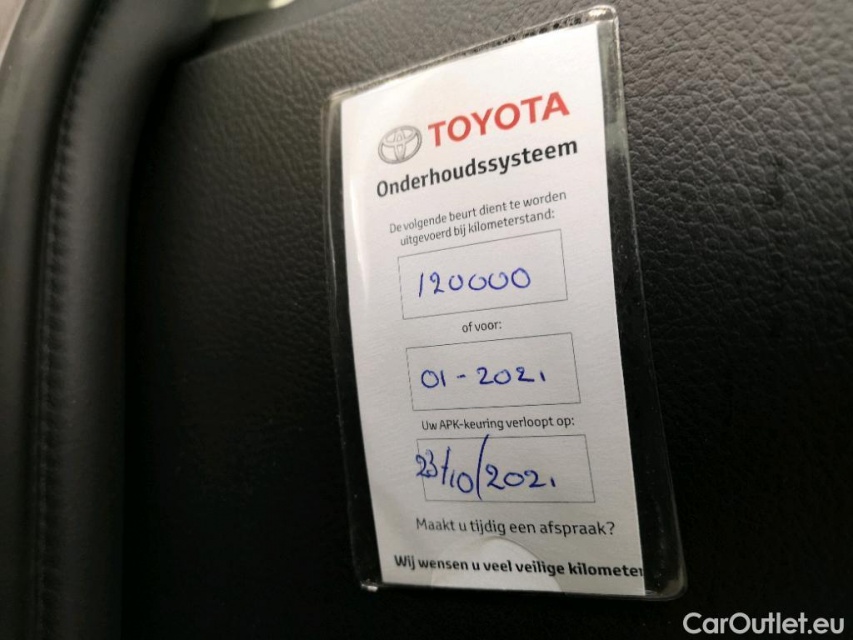 TOYOTA
Onderhoudssysteem
De volgende beurt dient te worden
uitgevoerd bij kilometerstand:
120000
of voor:
01-2021
Uw APK-keuring verloopt op:
23/10/2021
Maakt u tijdig een afspraak?
Wij wensen u veel veilige kilometer
CarOutlet.eu